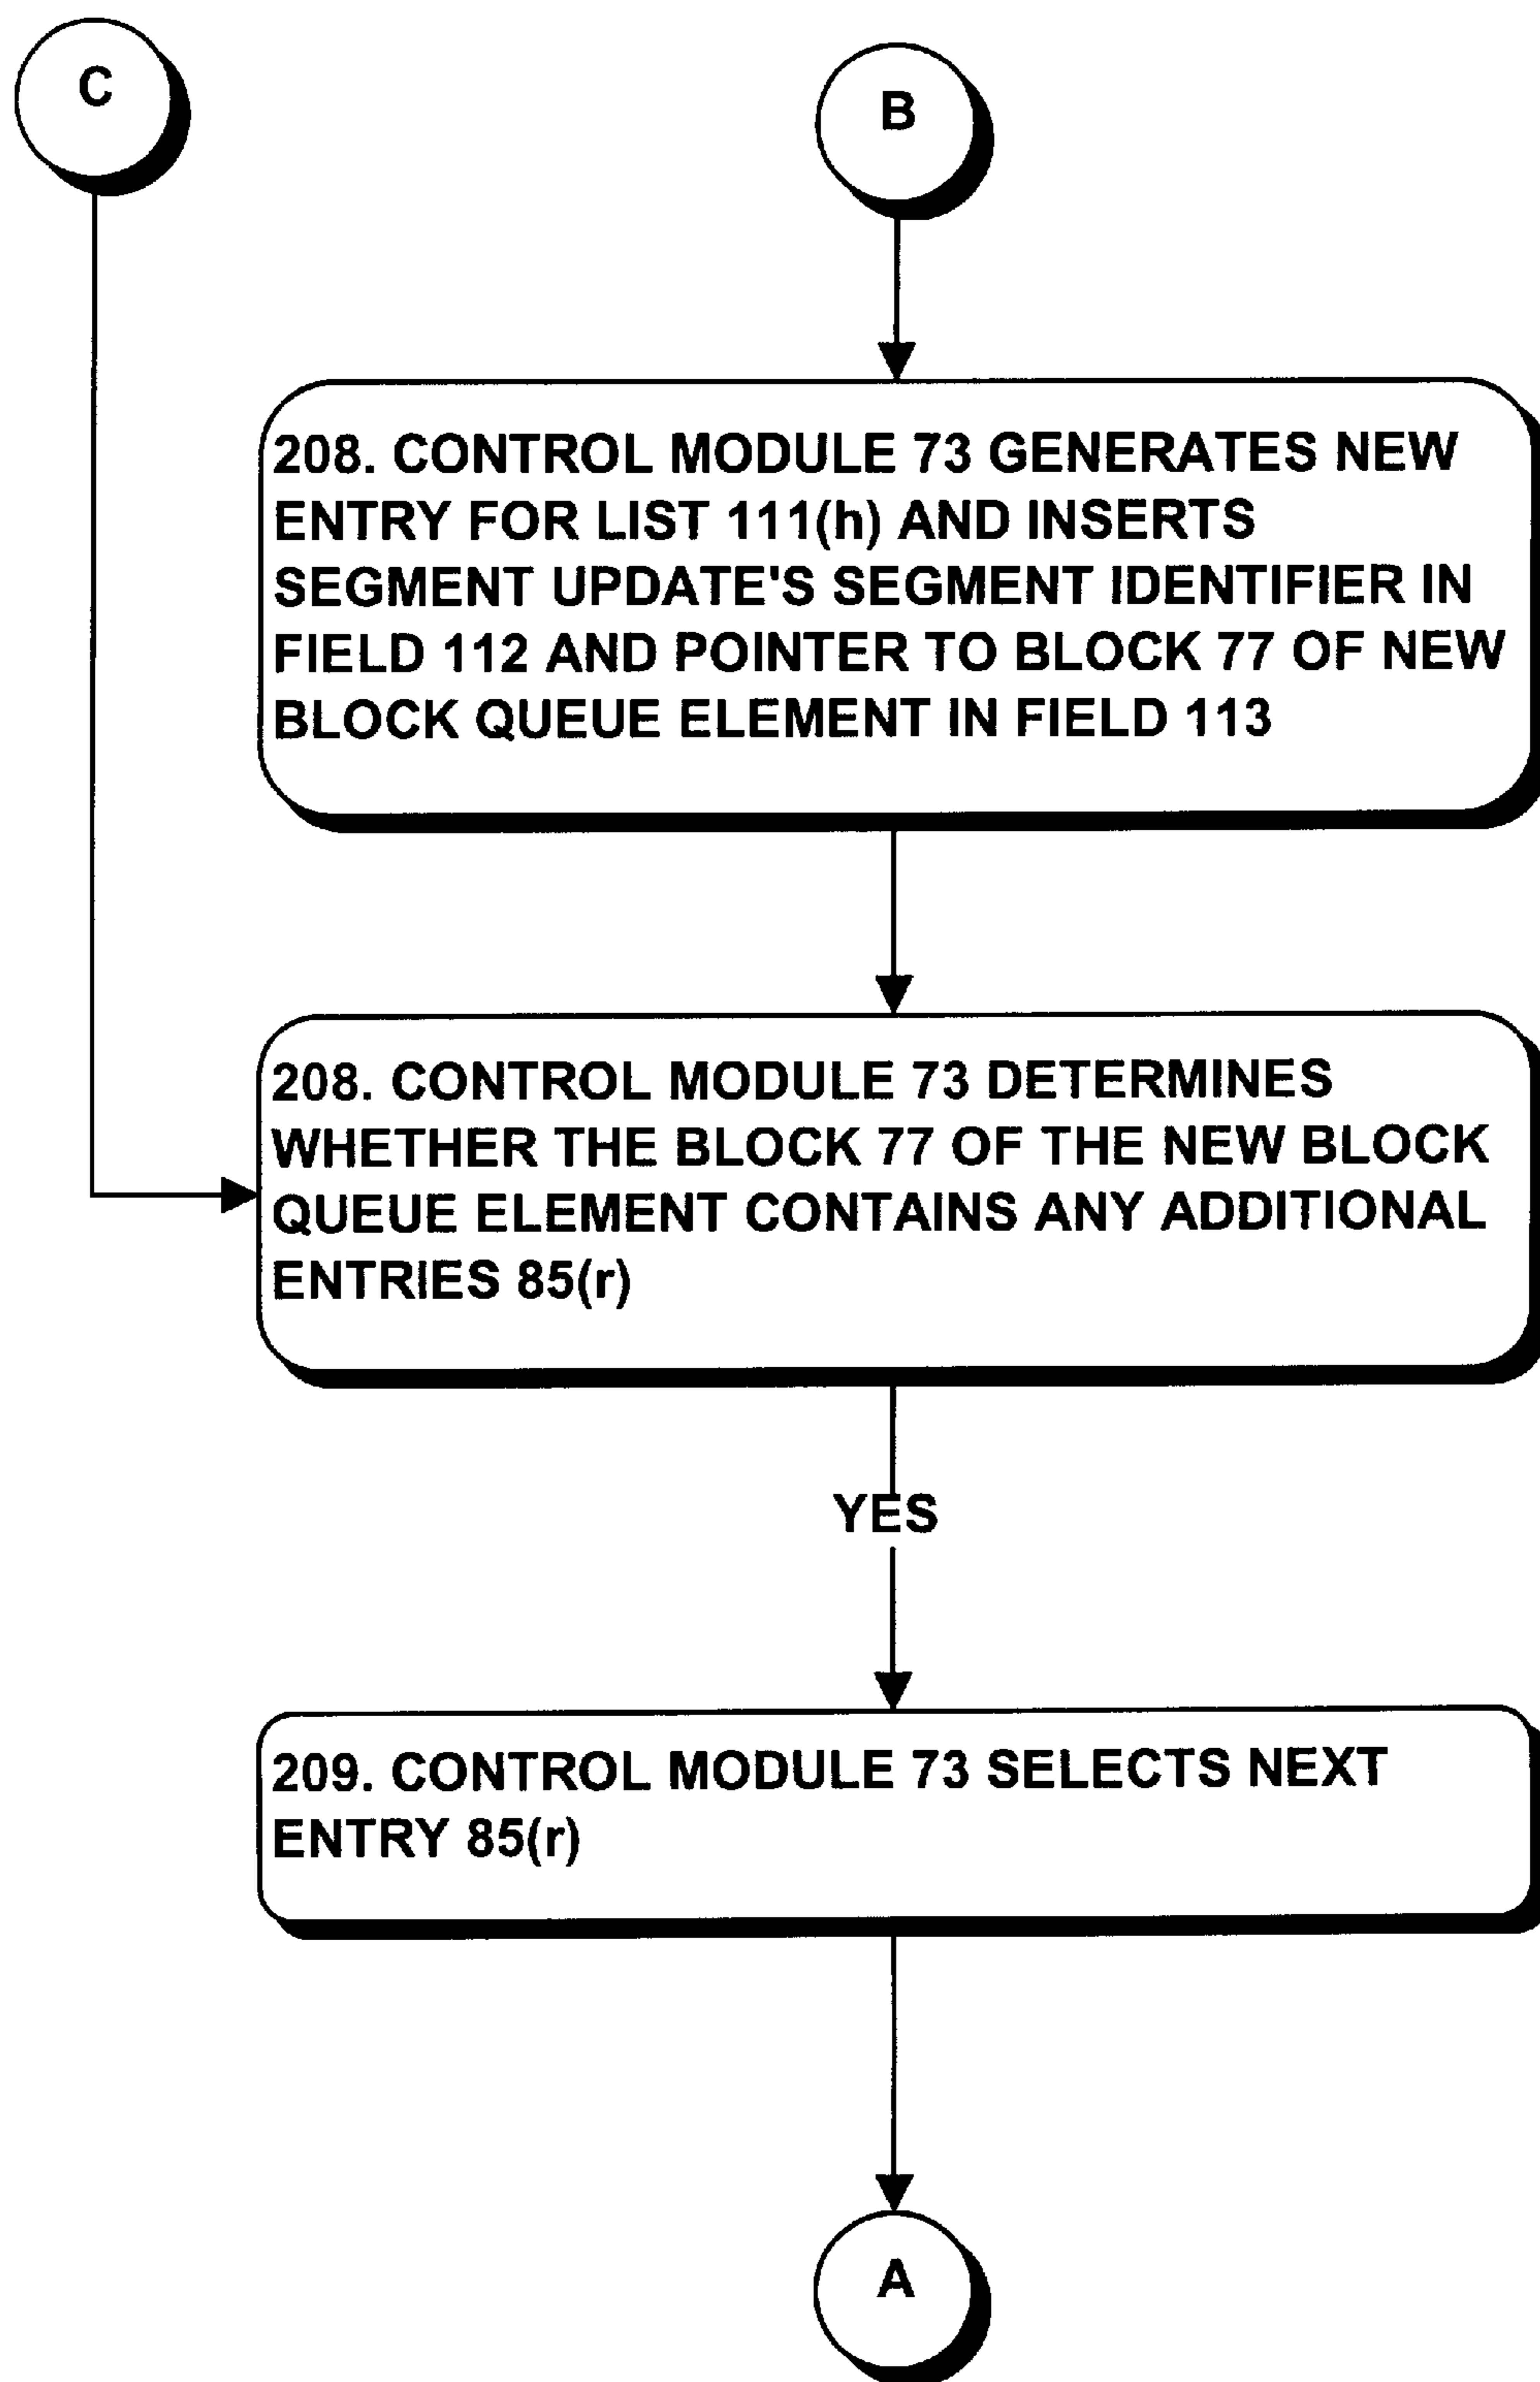 C
B
208. CONTROL MODULE 73 GENERATES NEW
ENTRY FOR LIST 111(h) AND INSERTS
SEGMENT UPDATE'S SEGMENT IDENTIFIER IN
FIELD 112 AND POINTER TO BLOCK 77 OF NEW
BLOCK QUEUE ELEMENT IN FIELD 113
208. CONTROL MODULE 73 DETERMINES
WHETHER THE BLOCK 77 OF THE NEW BLOCK
QUEUE ELEMENT CONTAINS ANY ADDITIONAL
ENTRIES 85(r)
YES
209. CONTROL MODULE 73 SELECTS NEXT
ENTRY 85(r)
A